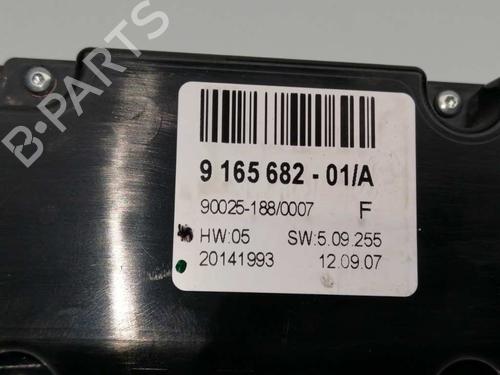 B-PARTS
9 165 682 - 01/A
90025-188/0007 F
HW:05 SW:5.09.255
20141993 12.09.07